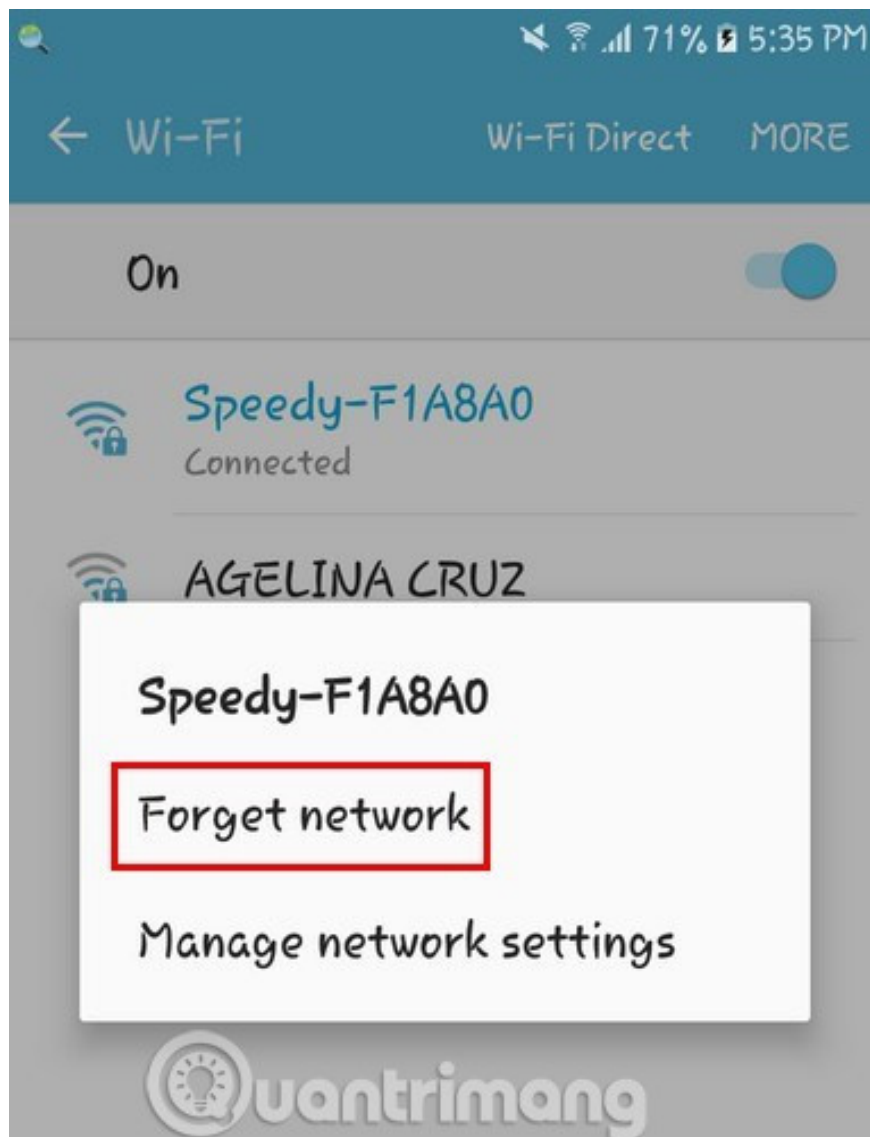 71% 5:35 PM
Wi-Fi Wi-Fi Direct MORE
On
Speedy-F1A8A0
Connected
AGELINA CRUZ
Speedy-F1A8A0
Forget network
Manage network settings
Quantrimang